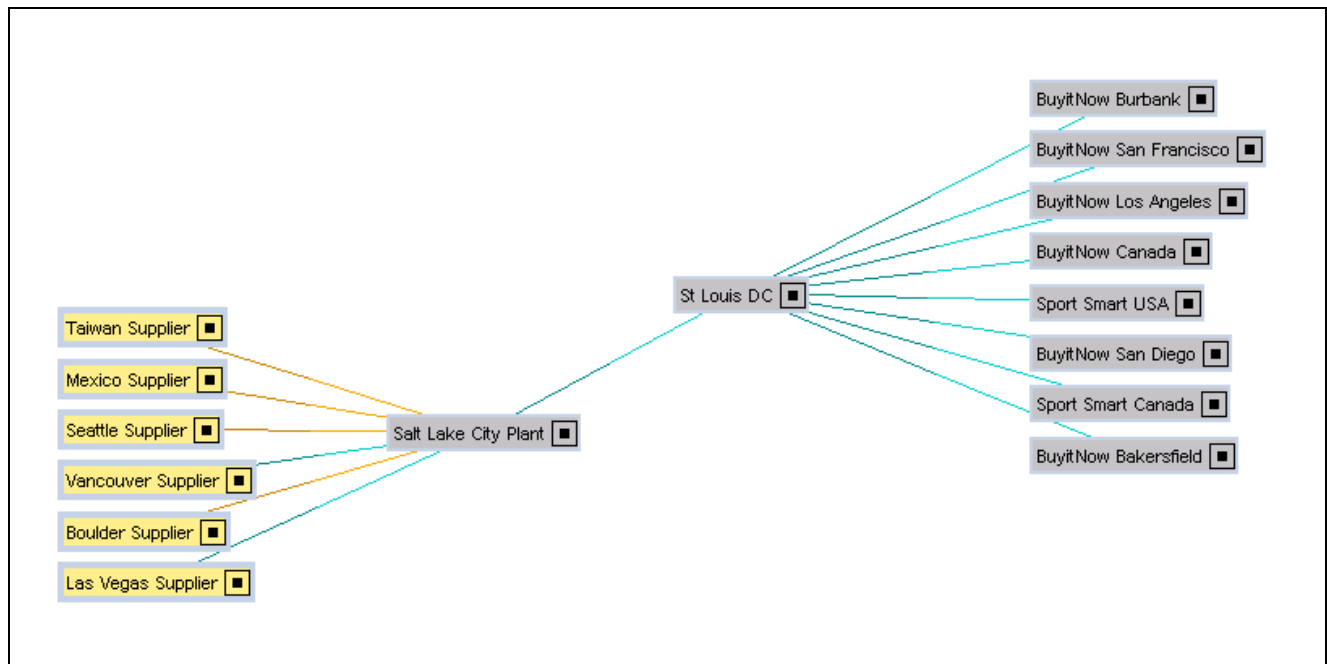 BuyitNow Burbank
BuyitNow San Francisco
BuyitNow Los Angeles
BuyitNow Canada
St Louis DC
Sport Smart USA
Taiwan Supplier
BuyitNow San Diego
Mexico Supplier
Sport Smart Canada
Seattle Supplier
Salt Lake City Plant
BuyitNow Bakersfield
Vancouver Supplier
Boulder Supplier
Las Vegas Supplier